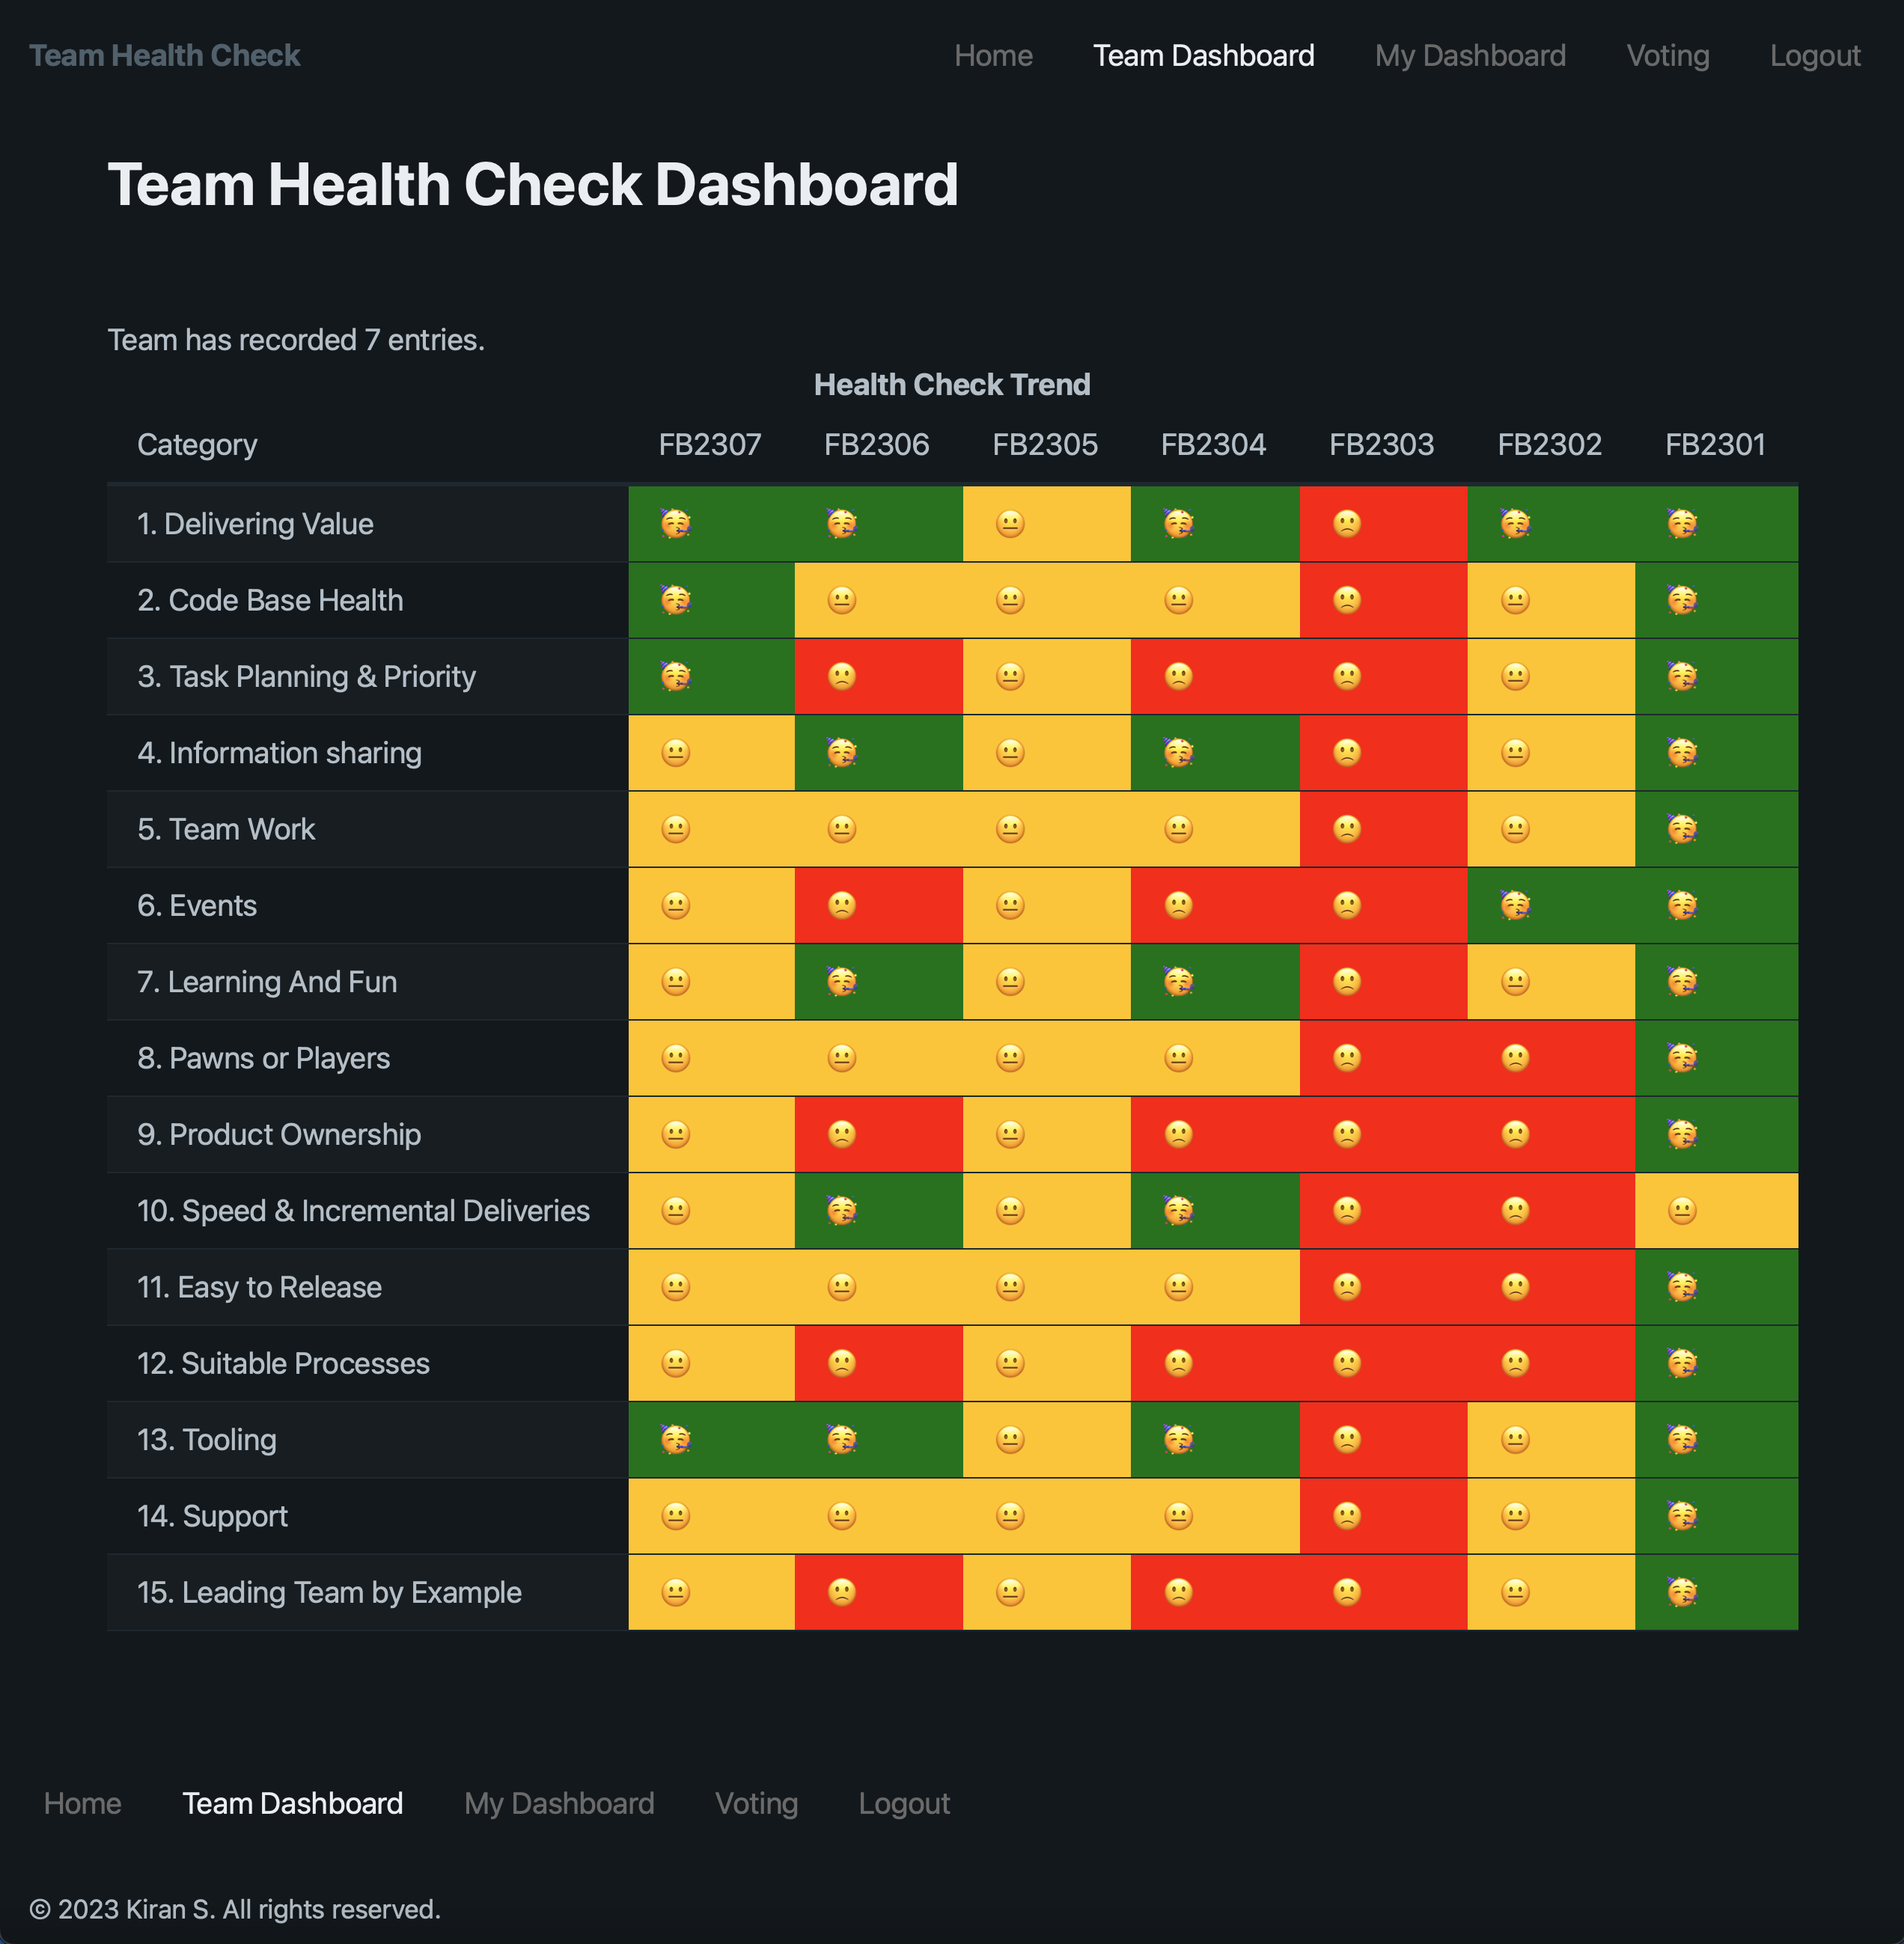 Team Health Check Home Team Dashboard My Dashboard Voting Logout
Team Health Check Dashboard
Team has recorded 7 entries.
Health Check Trend
Category FB2307 FB2306 FB2305 FB2304 FB2303 FB2302 FB2301
1. Delivering Value
2. Code Base Health
3. Task Planning & Priority
4. Information sharing
5. Team Work
6. Events
7. Learning And Fun
8. Pawns or Players
9. Product Ownership
10. Speed & Incremental Deliveries
11. Easy to Release
12. Suitable Processes
13. Tooling
14. Support
15. Leading Team by Example
Home Team Dashboard My Dashboard Voting Logout
© 2023 Kiran S. All rights reserved.